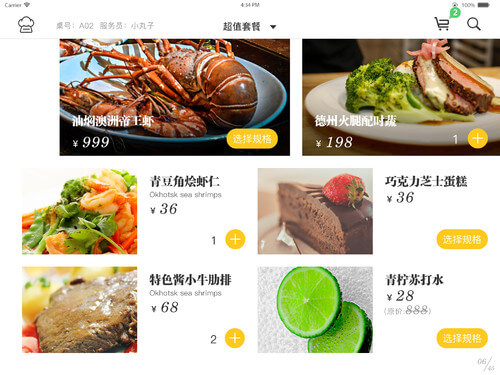 4:34 PM
100%
桌号：A02 服务员：小丸子
超值套餐
2
油焖澳洲帝王虾
¥ 999
选择规格
德州火腿配时蔬
¥ 198
1
青豆角烩虾仁
Okhotsk sea shrimps
¥ 36
1
巧克力芝士蛋糕
¥ 36
选择规格
特色酱小牛肋排
Okhotsk sea shrimps
¥ 68
2
青柠苏打水
¥ 28
(原价:888)
选择规格
06/46